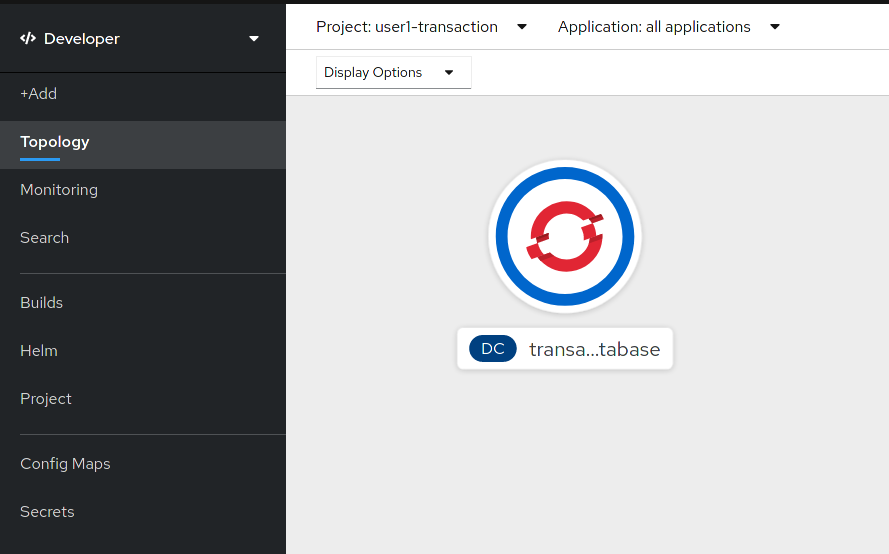 Developer
Project: user1-transaction
Application: all applications
Display Options
+Add
Topology
Monitoring
Search
Builds
Helm
Project
Config Maps
Secrets
DC transa...tabase